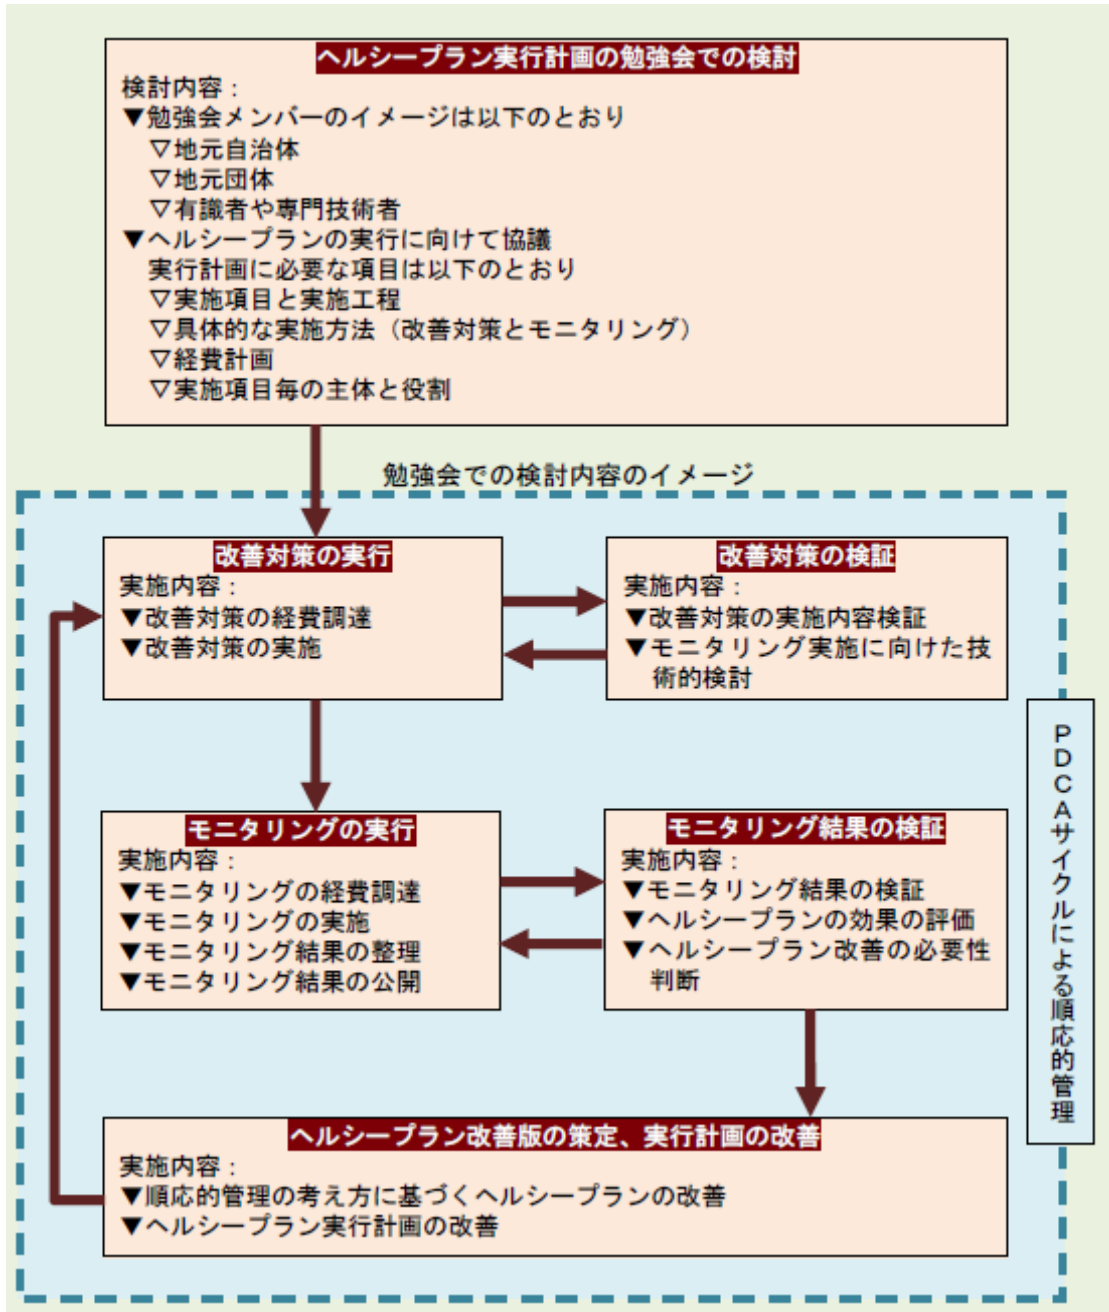 ヘルシープラン実行計画の勉強会での検討
検討内容：
▼勉強会メンバーのイメージは以下のとおり
▽地元自治体
▽地元団体
▽有識者や専門技術者
▼ヘルシープランの実行に向けて協議
実行計画に必要な項目は以下のとおり
▽実施項目と実施工程
▽具体的な実施方法（改善対策とモニタリング）
▽経費計画
▽実施項目毎の主体と役割
勉強会での検討内容のイメージ
改善対策の実行
実施内容：
▼改善対策の経費調達
▼改善対策の実施
改善対策の検証
実施内容：
▼改善対策の実施内容検証
▼モニタリング実施に向けた技
術的検討
モニタリングの実行
実施内容：
▼モニタリングの経費調達
▼モニタリングの実施
▼モニタリング結果の整理
▼モニタリング結果の公開
モニタリング結果の検証
実施内容：
▼モニタリング結果の検証
▼ヘルシープランの効果の評価
▼ヘルシープラン改善の必要性
判断
ヘルシープラン改善版の策定、実行計画の改善
実施内容：
▼順応的管理の考え方に基づくヘルシープランの改善
▼ヘルシープラン実行計画の改善
ＰＤＣＡサイクルによる順応的管理